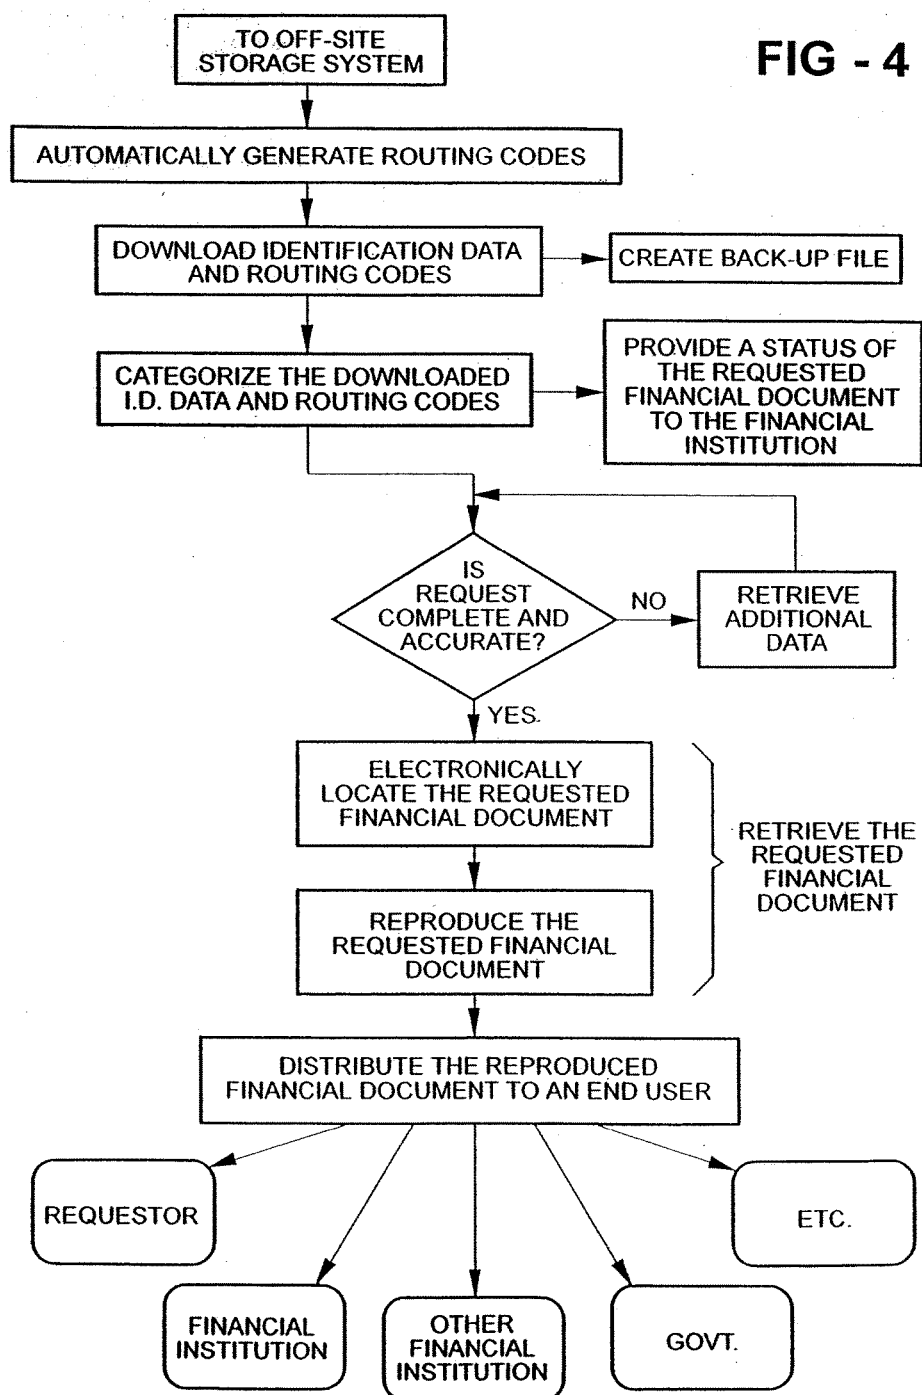 TO OFF-SITE
STORAGE SYSTEM
FIG - 4
AUTOMATICALLY GENERATE ROUTING CODES
DOWNLOAD IDENTIFICATION DATA
AND ROUTING CODES
CREATE BACK-UP FILE
CATEGORIZE THE DOWNLOADED
I.D. DATA AND ROUTING CODES
PROVIDE A STATUS OF
THE REQUESTED
FINANCIAL DOCUMENT
TO THE FINANCIAL
INSTITUTION
IS
REQUEST
COMPLETE AND
ACCURATE?
NO
RETRIEVE
ADDITIONAL
DATA
YES.
ELECTRONICALLY
LOCATE THE REQUESTED
FINANCIAL DOCUMENT
REPRODUCE THE
REQUESTED FINANCIAL
DOCUMENT
RETRIEVE THE
REQUESTED
FINANCIAL
DOCUMENT
DISTRIBUTE THE REPRODUCED
FINANCIAL DOCUMENT TO AN END USER
REQUESTOR
FINANCIAL
INSTITUTION
OTHER
FINANCIAL
INSTITUTION
GOVT.
ETC.